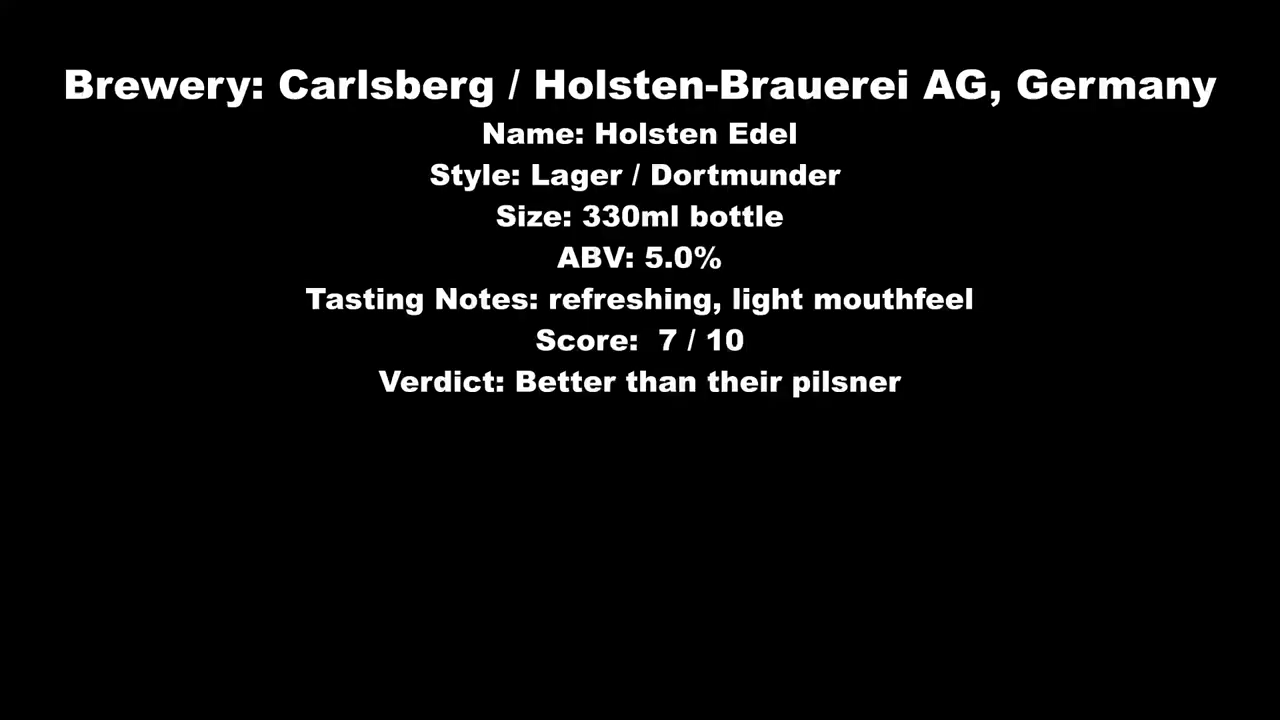 Brewery: Carlsberg / Holsten-Brauerei AG, Germany
Name: Holsten Edel
Style: Lager / Dortmunder
Size: 330ml bottle
ABV: 5.0%
Tasting Notes: refreshing, light mouthfeel
Score:  7 / 10
Verdict: Better than their pilsner